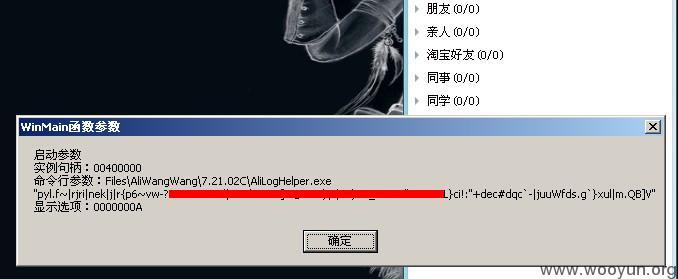 朋友(0/0)
亲人(0/0)
淘宝好友(0/0)
同事(0/0)
同学(0/0)
WinMain函数参数
启动参数
实例句柄：00400000
命令行参数：Files\AliWangWang\7.21.02C\AliLogHelper.exe
"pyl.f~|rjri|nek|j|r{p6~vw-? L}ci!:"+dec#dqc`-|juuWfds.g`}xul|m.QB]V"
显示选项：0000000A
确定
www.wooyun.org